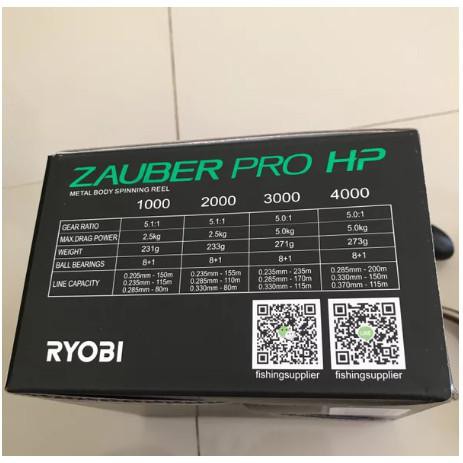 ZAUBER PRO HP
METAL BODY SPINNING REEL
1000 2000 3000 4000
GEAR RATIO 5.1:1 5.1:1 5.0:1 5.0:1
MAX.DRAG POWER 2.5kg 2.5kg 5.0kg 5.0kg
WEIGHT 231g 233g 271g 273g
BALL BEARINGS 8+1 8+1 8+1 8+1
LINE CAPACITY
0.205mm - 150m 0.235mm - 155m 0.235mm - 235m 0.285mm - 200m
0.235mm - 115m 0.285mm - 110m 0.285mm - 170m 0.330mm - 150m
0.285mm - 80m 0.330mm - 80m 0.330mm - 115m 0.370mm - 115m
RYOBI
fishingsupplier fishingsupplier